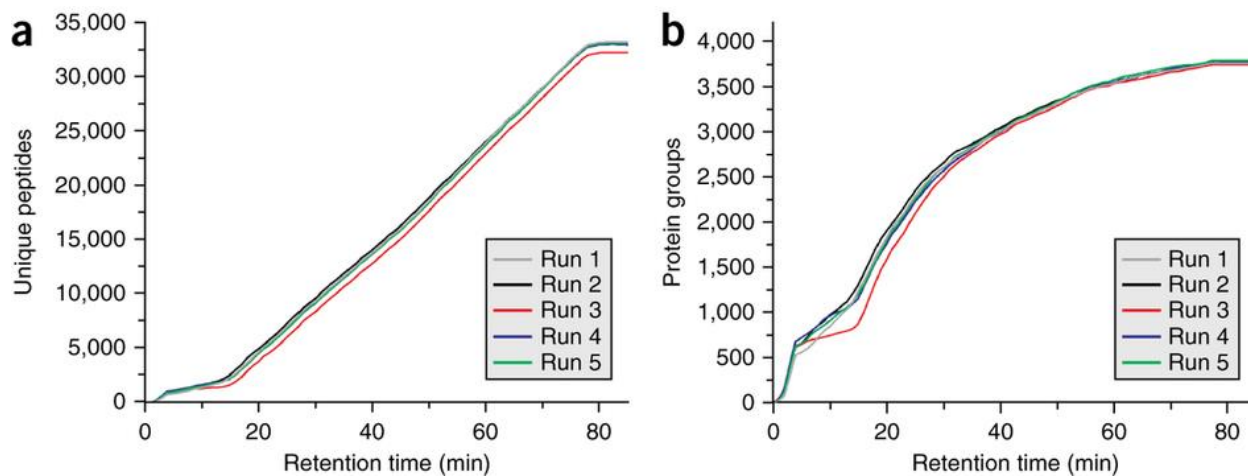 a
35,000
30,000
25,000
20,000
15,000
10,000
5,000
0
Unique peptides
0 20 40 60 80
Retention time (min)
Run 1
Run 2
Run 3
Run 4
Run 5
b
4,000
3,500
3,000
2,500
2,000
1,500
1,000
500
0
Protein groups
0 20 40 60 80
Retention time (min)
Run 1
Run 2
Run 3
Run 4
Run 5